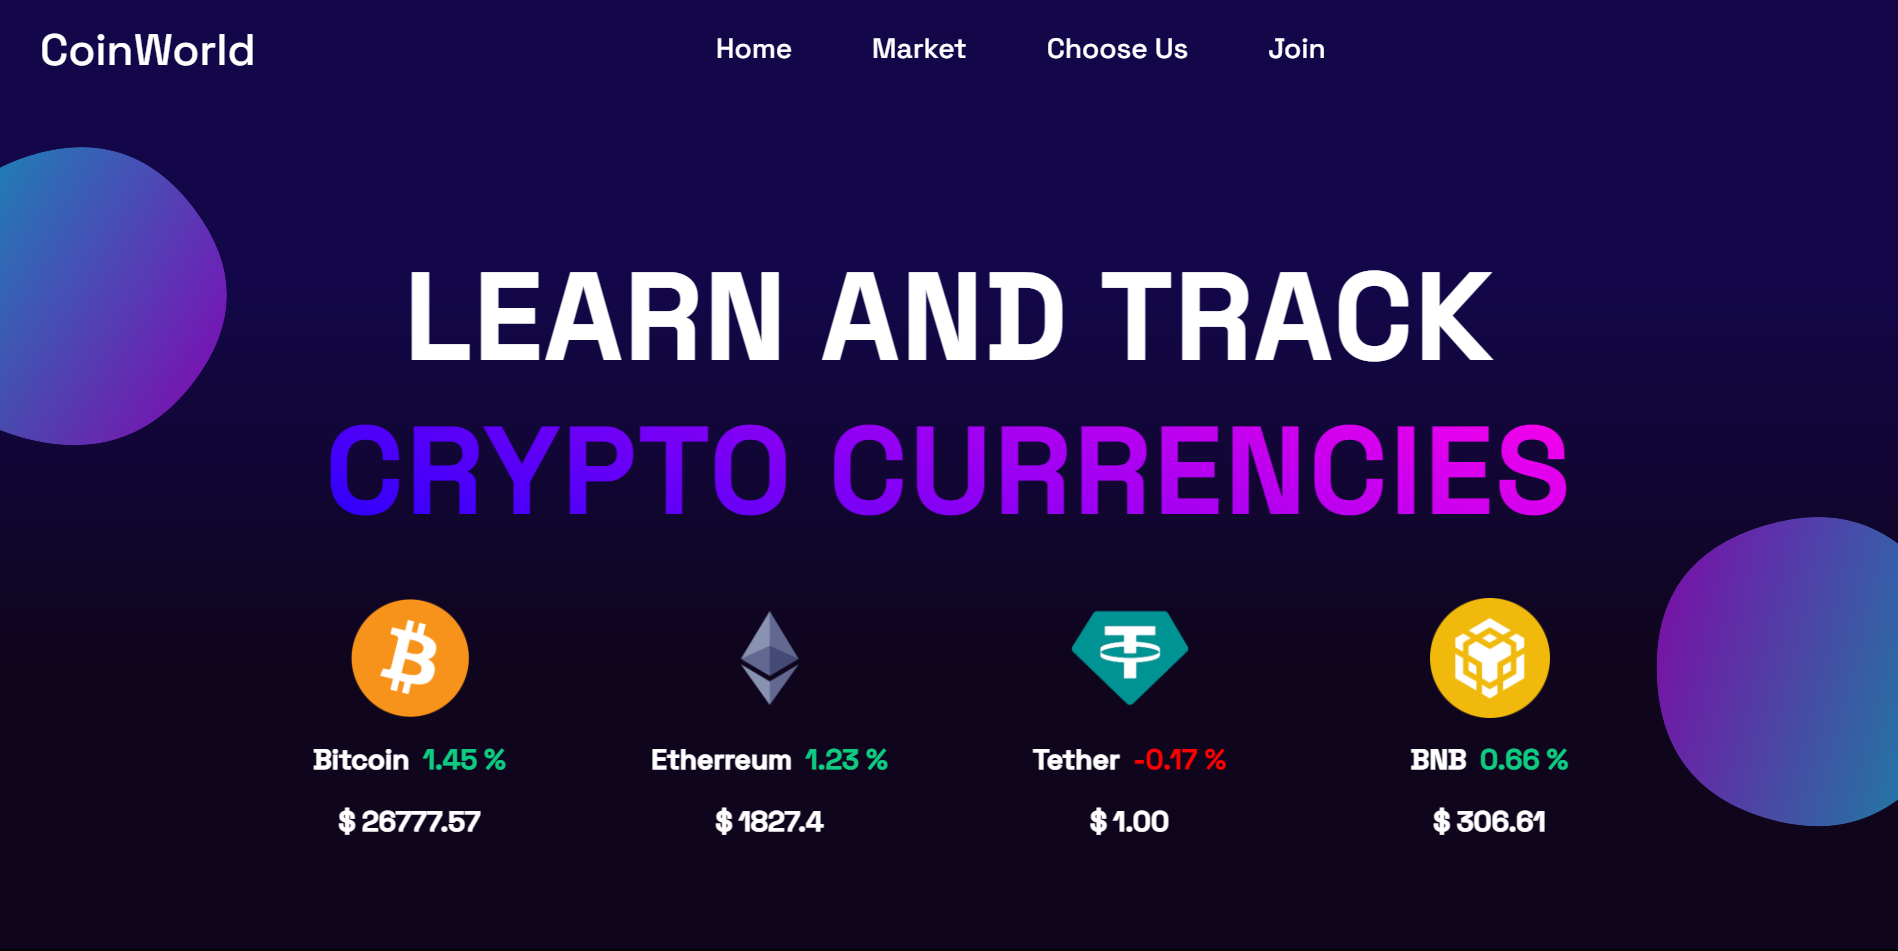 CoinWorld
Home Market Choose Us Join
LEARN AND TRACK
CRYPTO CURRENCIES
Bitcoin 1.45 %
$ 26777.57
Etherreum 1.23 %
$ 1827.4
Tether -0.17 %
$ 1.00
BNB 0.66 %
$ 306.61